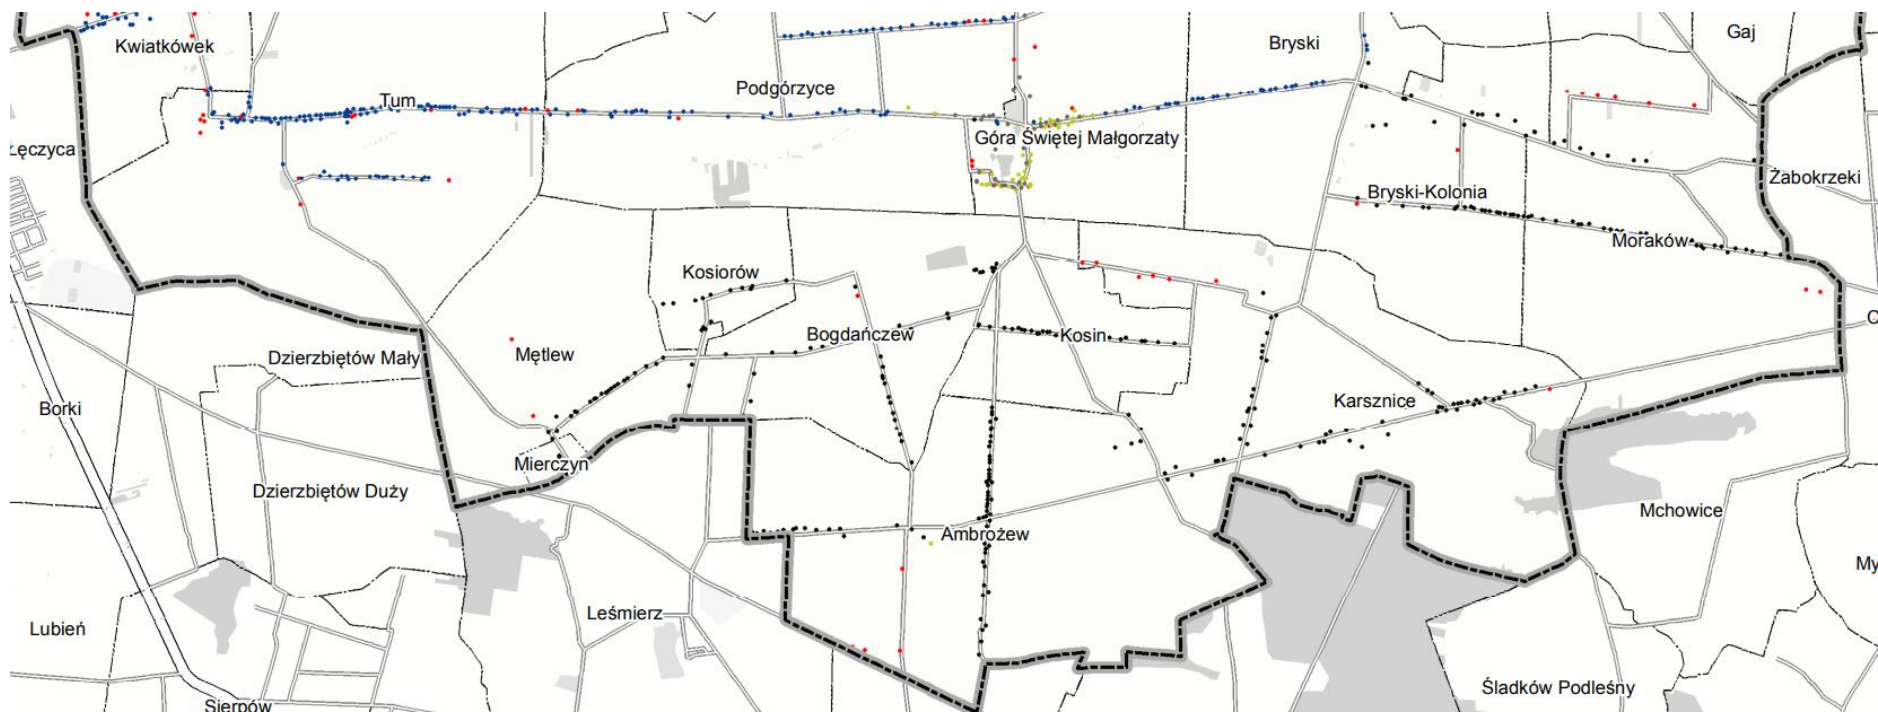 Gaj
Bryski
Kwiatkówek
Podgórzyce
Tum
Góra Świętej Małgorzaty
Łęczyca
Żabokrzeki
Bryski-Kolonia
Moraków
Kosiorów
Bogdańczew
Kosin
Mętlew
Dzierzbiętów Mały
Karsznice
Borki
Mierczyn
Dzierzbiętów Duży
Mchowice
Ambrożew
Leśmierz
Lubień
Śladków Podleśny
Sierpów